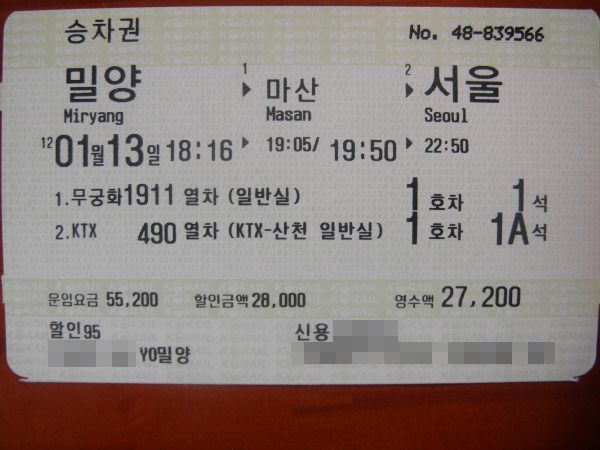 승차권 No. 48-839566
밀양 1 ▶ 마산 2 ▶ 서울
Miryang Masan Seoul
12 01월 13일 18:16 ▶ 19:05/ 19:50 ▶ 22:50
1.무궁화1911 열차 (일반실) 1 호차 1 석
2.KTX 490 열차 (KTX-산천 일반실) 1 호차 1A 석
운임요금 55,200 할인금액 28,000 영수액 27,200
할인95 신용
YO밀양